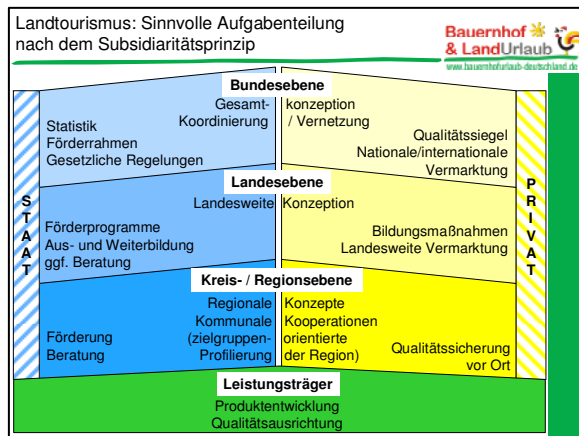 Landtourismus: Sinnvolle Aufgabenteilung
nach dem Subsidiaritätsprinzip
Bauernhof
& LandUrlaub
www.bauernhofurlaub-deutschland.de
Bundesebene
Gesamt- konzeption
Koordinierung / Vernetzung
Statistik
Förderrahmen
Gesetzliche Regelungen
Qualitätssiegel
Nationale/internationale
Vermarktung
STAAT
PRIVAT
Landesebene
Landesweite Konzeption
Förderprogramme
Aus- und Weiterbildung
ggf. Beratung
Bildungsmaßnahmen
Landesweite Vermarktung
Kreis- / Regionsebene
Regionale Konzepte
Kommunale Kooperationen
(zielgruppen- orientierte
Profilierung der Region)
Förderung
Beratung
Qualitätssicherung
vor Ort
Leistungsträger
Produktentwicklung
Qualitätsausrichtung